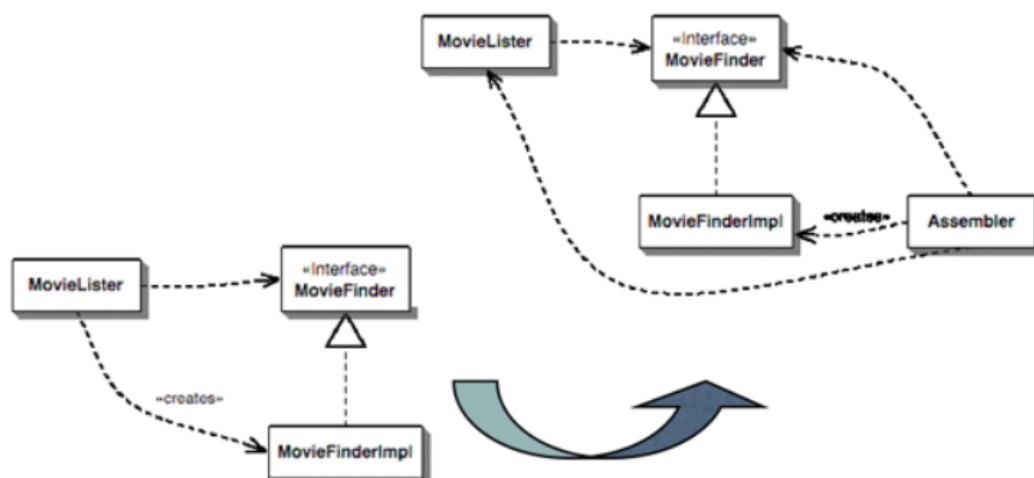 MovieLister
«Interface»
MovieFinder
MovieFinderImpl
«creates»
Assembler
MovieLister
«Interface»
MovieFinder
«creates»
MovieFinderImpl